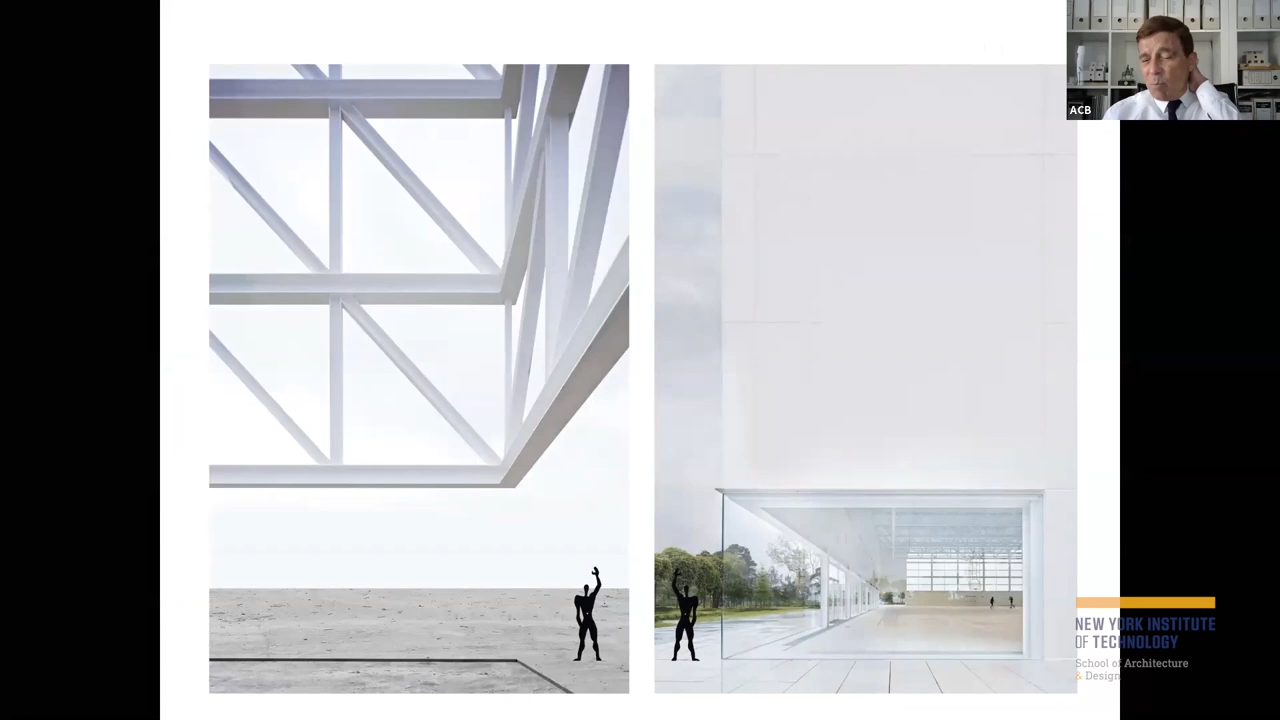 ACB
NEW YORK INSTITUTE
OF TECHNOLOGY
School of Architecture
& Design